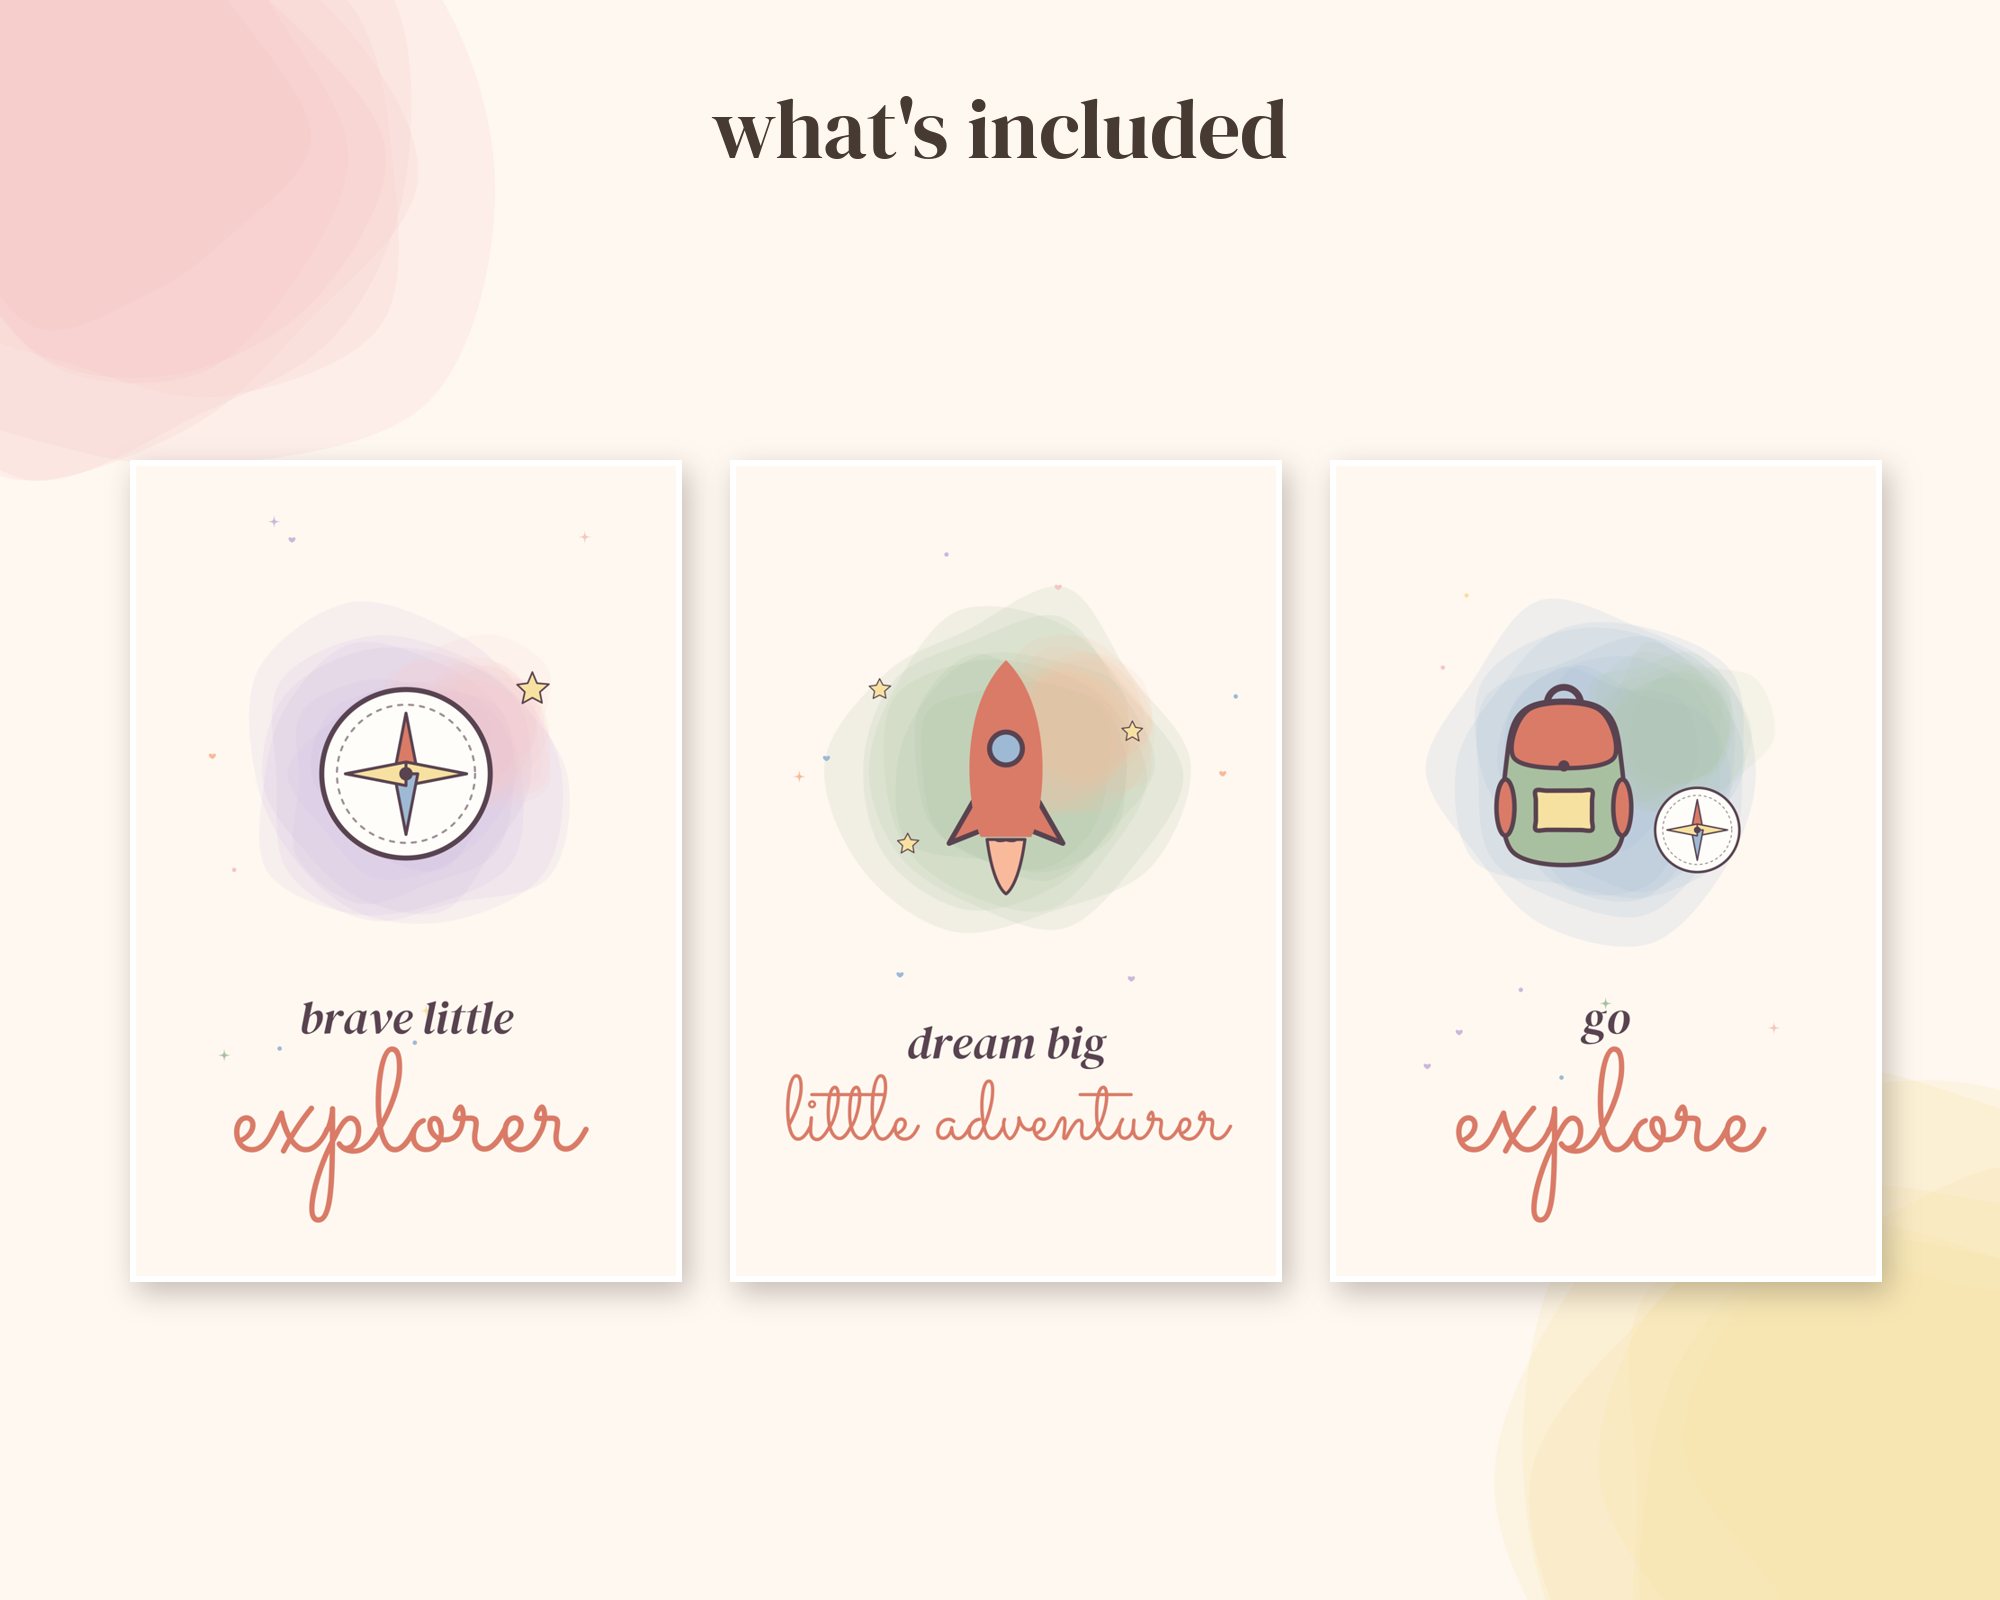 what's included
brave little
explorer
dream big
little adventurer
go
explore